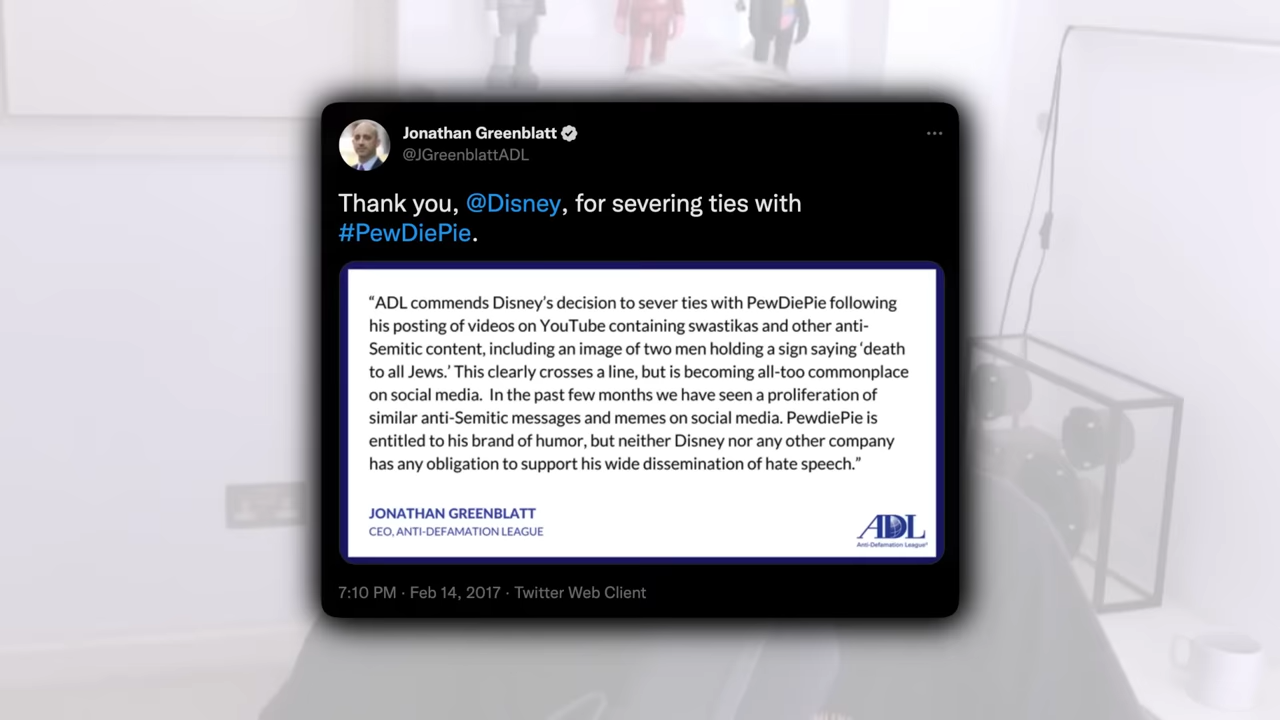 Jonathan Greenblatt
@JGreenblattADL
Thank you, @Disney, for severing ties with
#PewDiePie.
“ADL commends Disney’s decision to sever ties with PewDiePie following
his posting of videos on YouTube containing swastikas and other anti-
Semitic content, including an image of two men holding a sign saying ‘death
to all Jews.’ This clearly crosses a line, but is becoming all-too commonplace
on social media.  In the past few months we have seen a proliferation of
similar anti-Semitic messages and memes on social media. PewdiePie is
entitled to his brand of humor, but neither Disney nor any other company
has any obligation to support his wide dissemination of hate speech.”
JONATHAN GREENBLATT
CEO, ANTI-DEFAMATION LEAGUE
ADL
Anti-Defamation League®
7:10 PM · Feb 14, 2017 · Twitter Web Client